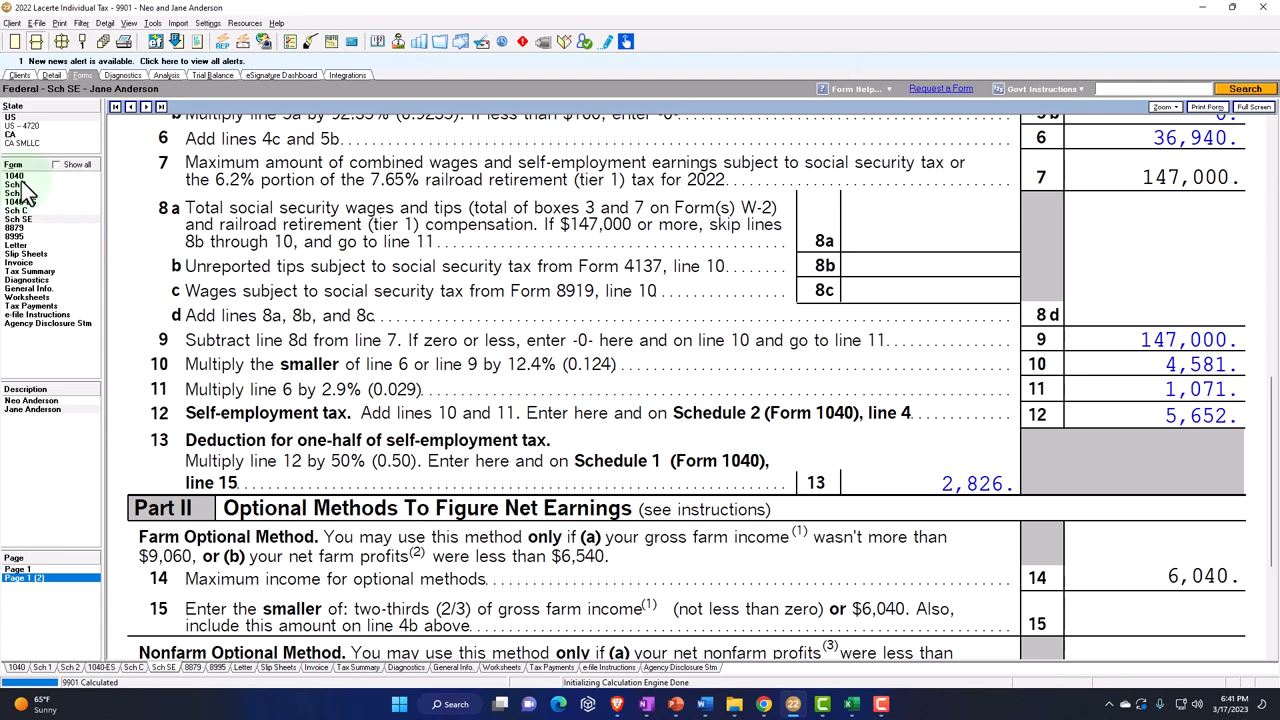 2022 Lacerte Individual Tax - 9901 - Neo and Jane Anderson
Client E-File Print Filter Detail View Tools Import Settings Resources Help
1 New news alert is available. Click here to view all alerts.
Clients Detail Forms Diagnostics Analysis Trial Balance eSignature Dashboard Integrations
Federal - Sch SE - Jane Anderson
Form Help... Request a Form Govt Instructions Search
State
US
US - 4720
CA
CA SMLLC
Zoom Print Form Full Screen
Form Show all
1040
Sch
Sch
Sch C
Sch SE
8879
8995
Letter
Slip Sheets
Invoice
Tax Summary
Diagnostics
General Info.
Worksheets
Tax Payments
e-file Instructions
Agency Disclosure Stm
Description
Neo Anderson
Jane Anderson
Page
Page 1
Page 1 (2)
6 Add lines 4c and 5b 6 36,940.
7 Maximum amount of combined wages and self-employment earnings subject to social security tax or
the 6.2% portion of the 7.65% railroad retirement (tier 1) tax for 2022 7 147,000.
8a Total social security wages and tips (total of boxes 3 and 7 on Form(s) W-2)
and railroad retirement (tier 1) compensation. If $147,000 or more, skip lines
8b through 10, and go to line 11 8a
b Unreported tips subject to social security tax from Form 4137, line 10 8b
c Wages subject to social security tax from Form 8919, line 10 8c
d Add lines 8a, 8b, and 8c 8d
9 Subtract line 8d from line 7. If zero or less, enter -0- here and on line 10 and go to line 11 9 147,000.
10 Multiply the smaller of line 6 or line 9 by 12.4% (0.124) 10 4,581.
11 Multiply line 6 by 2.9% (0.029) 11 1,071.
12 Self-employment tax. Add lines 10 and 11. Enter here and on Schedule 2 (Form 1040), line 4 12 5,652.
13 Deduction for one-half of self-employment tax.
Multiply line 12 by 50% (0.50). Enter here and on Schedule 1 (Form 1040),
line 15 13 2,826.
Part II Optional Methods To Figure Net Earnings (see instructions)
Farm Optional Method. You may use this method only if (a) your gross farm income (1) wasn't more than
$9,060, or (b) your net farm profits (2) were less than $6,540.
14 Maximum income for optional methods 14 6,040.
15 Enter the smaller of: two-thirds (2/3) of gross farm income (1) (not less than zero) or $6,040. Also,
include this amount on line 4b above 15
Nonfarm Optional Method. You may use this method only if (a) your net nonfarm profits (3) were less than
1040 Sch 1 Sch 2 1040-ES Sch C Sch SE 8879 8995 Letter Slip Sheets Invoice Tax Summary Diagnostics General Info. Worksheets Tax Payments e-file Instructions Agency Disclosure Stm
9901 Calculated Initializing Calculation Engine Done
65°F
Sunny
Search
6:41 PM
3/17/2023